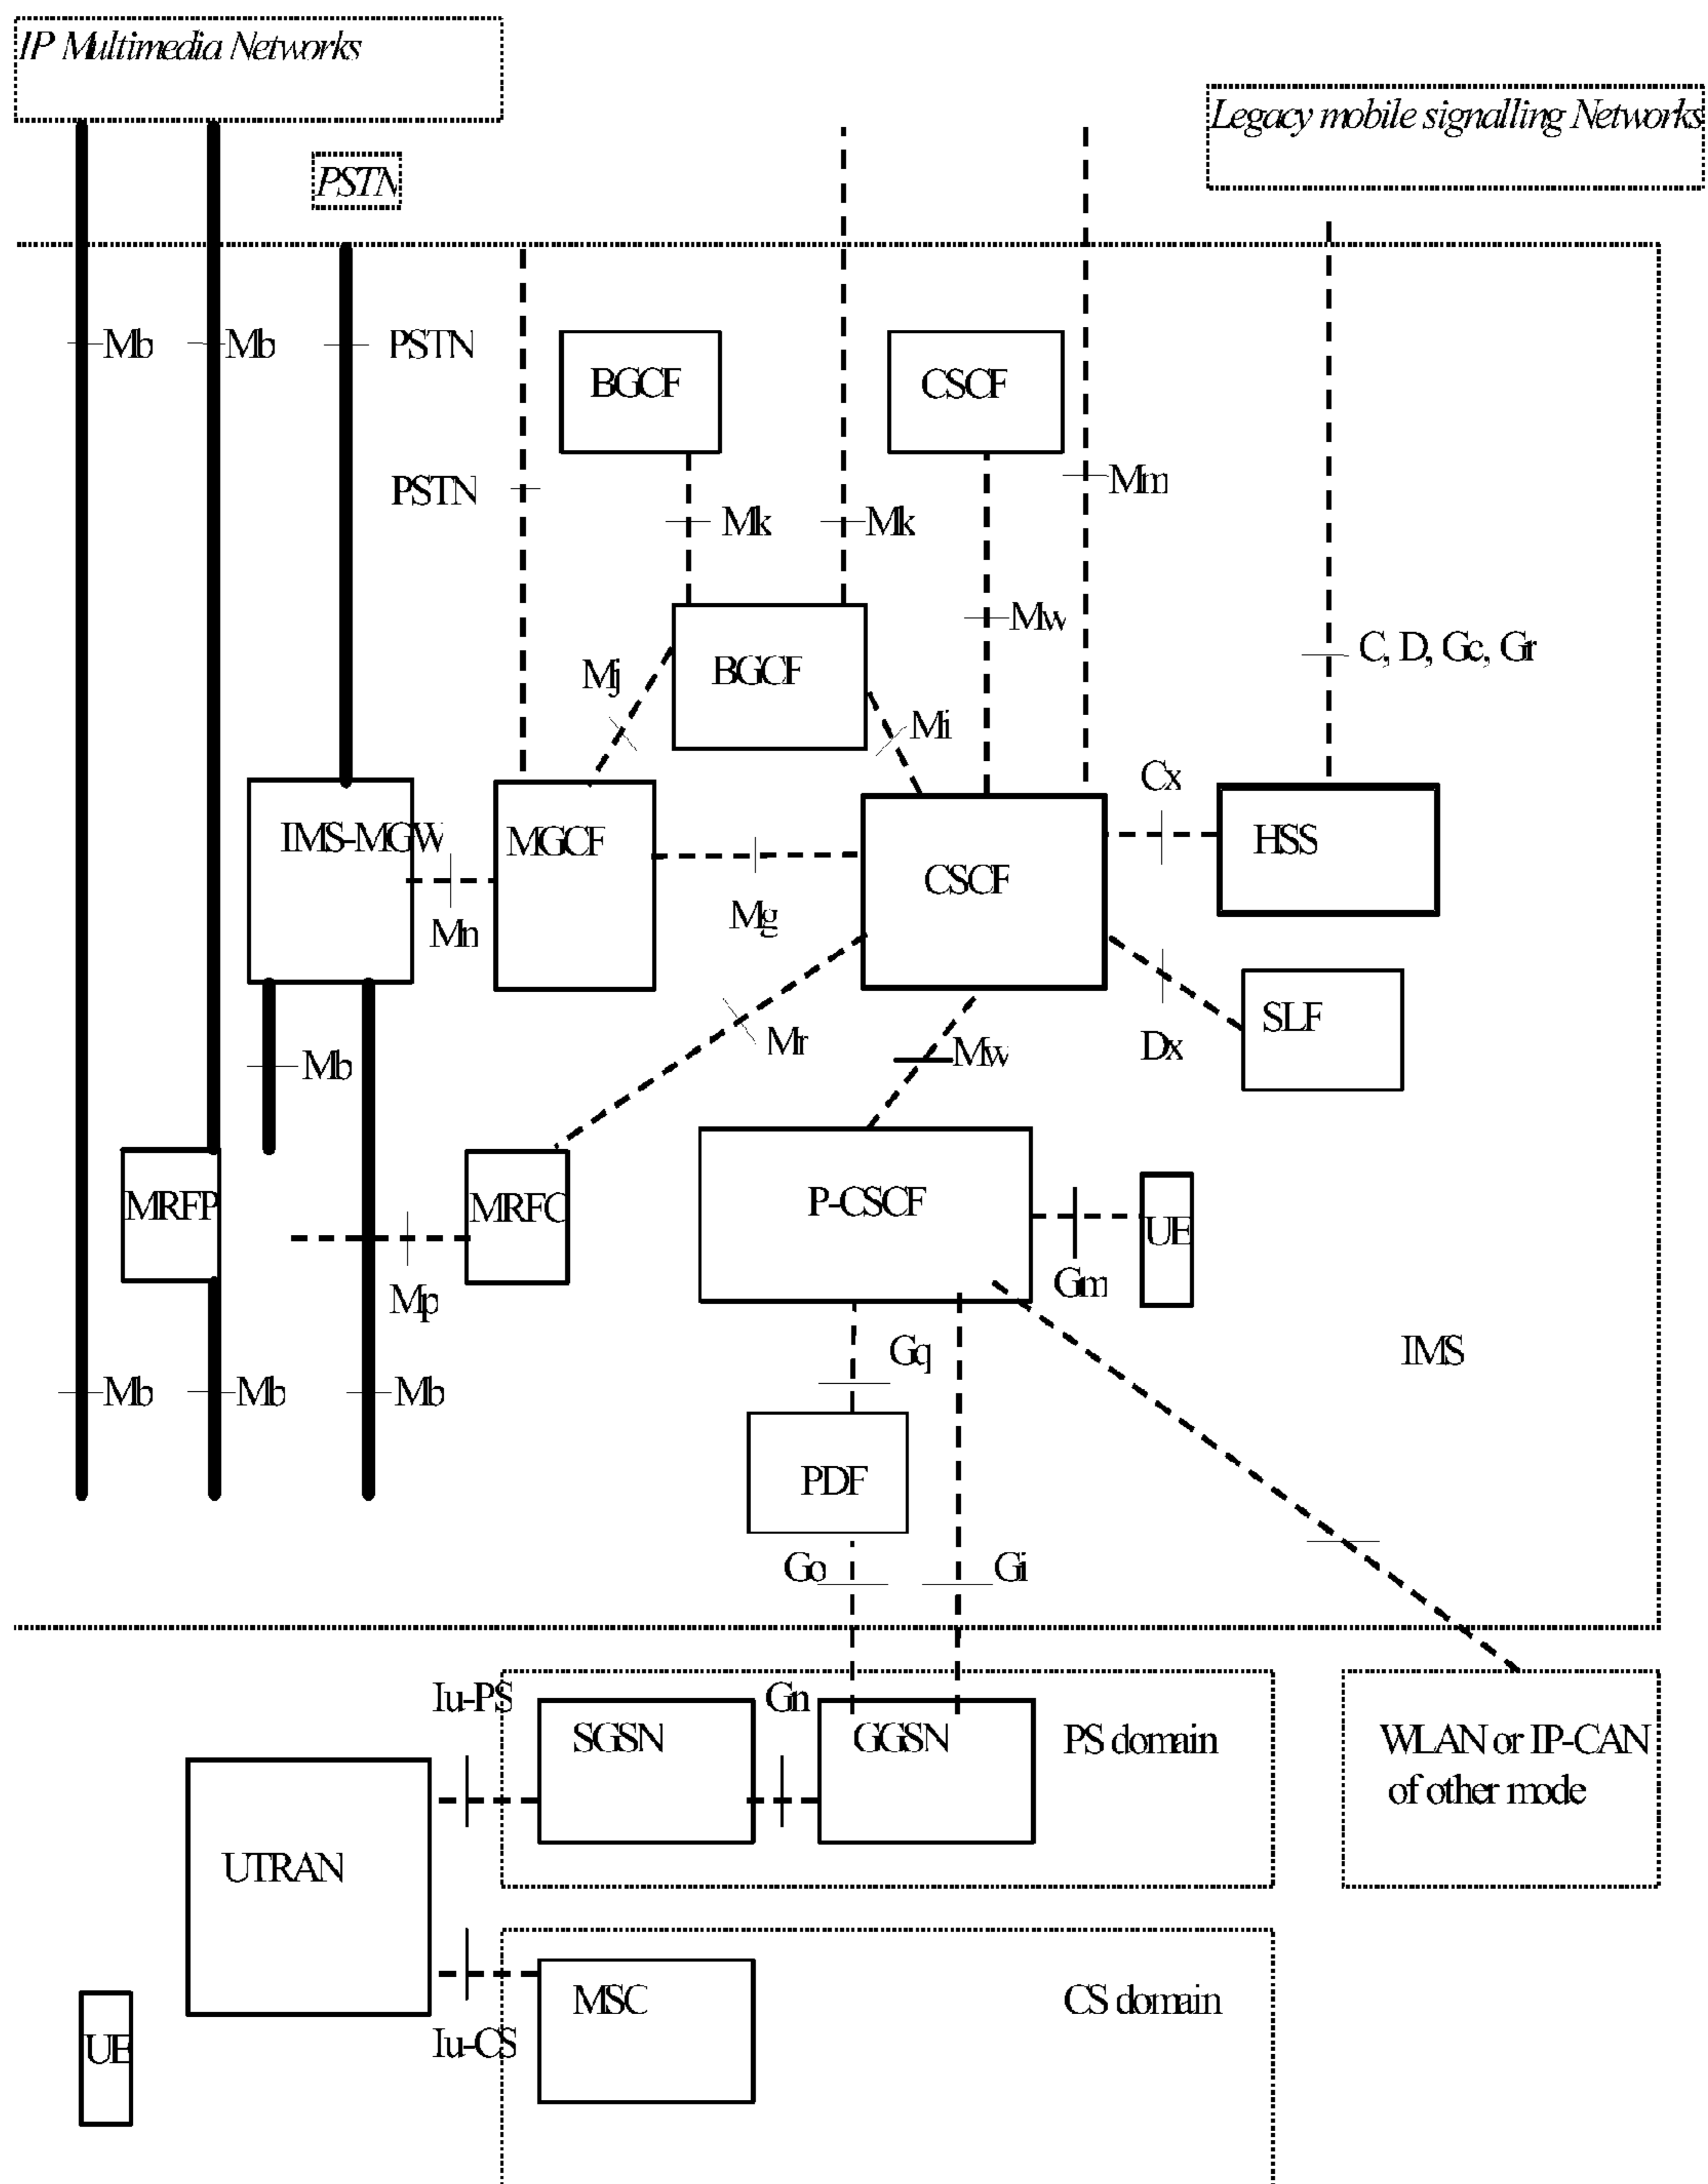 IP Multimedia Networks
Legacy mobile signalling Networks
PSTN
Mb
Mb
PSTN
BGCF
CSCF
PSTN
Mm
Mk
Mk
Mw
C, D, Gc, Gr
Mj
BGCF
Mi
Cx
IMS-MGW
MGCF
HSS
CSCF
Mn
Mg
SLF
Mr
Mw
Dx
Mb
MRFP
MRFC
P-CSCF
UE
Gm
Mp
Gq
IMS
Mb
Mb
Mb
PDF
Go
Gi
Iu-PS
Gn
SGSN
GGSN
PS domain
WLAN or IP-CAN
of other mode
UTRAN
MSC
CS domain
Iu-CS
UE